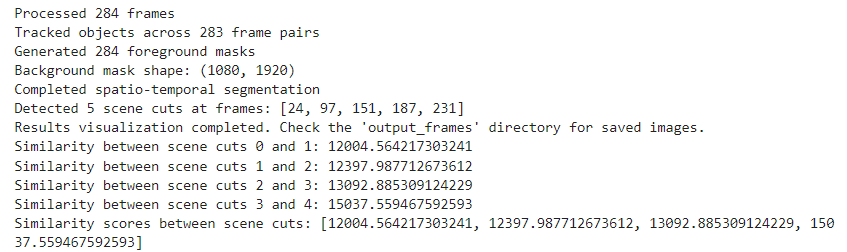 Processed 284 frames
Tracked objects across 283 frame pairs
Generated 284 foreground masks
Background mask shape: (1080, 1920)
Completed spatio-temporal segmentation
Detected 5 scene cuts at frames: [24, 97, 151, 187, 231]
Results visualization completed. Check the 'output_frames' directory for saved images.
Similarity between scene cuts 0 and 1: 12004.564217303241
Similarity between scene cuts 1 and 2: 12397.987712673612
Similarity between scene cuts 2 and 3: 13092.885309124229
Similarity between scene cuts 3 and 4: 15037.559467592593
Similarity scores between scene cuts: [12004.564217303241, 12397.987712673612, 13092.885309124229, 150
37.559467592593]